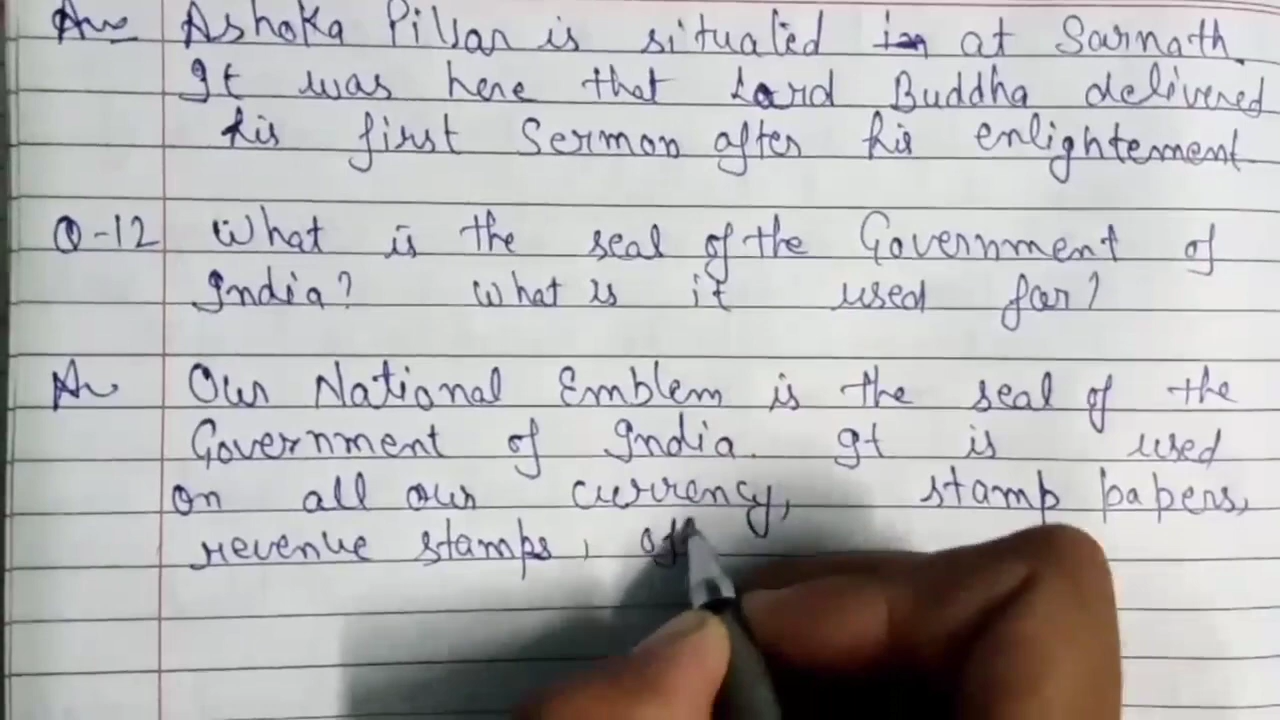 Ans Ashoka Pillar is situated in at Sarnath.
It was here that Lord Buddha delivered
his first Sermon after his enlightement
Q-12 What is the seal of the Government of
India? What is it used for?
An Our National Emblem is the seal of the
Government of India. It is used
on all our currency, stamp papers,
revenue stamps, of